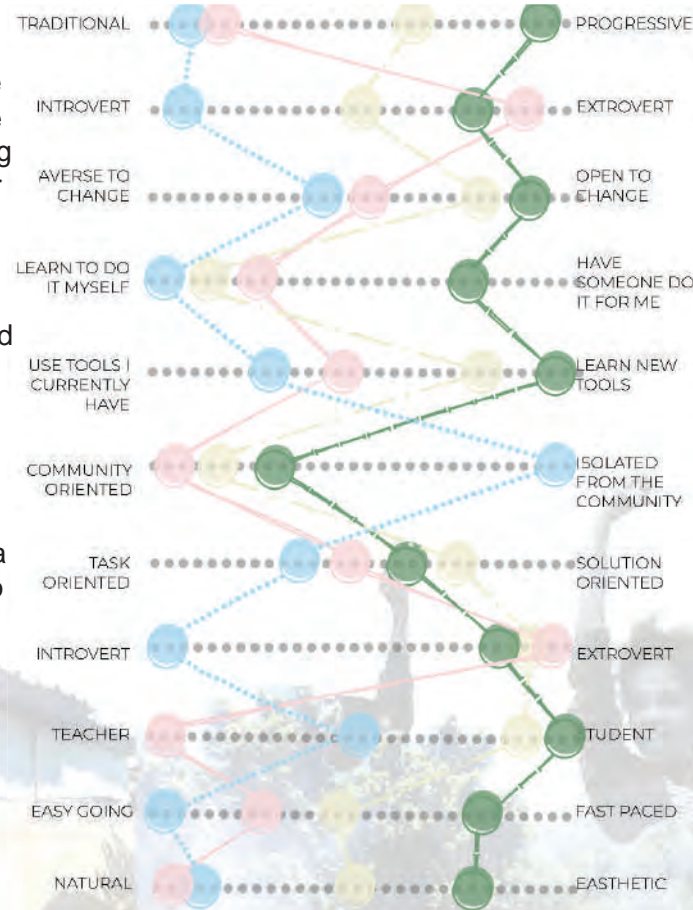 TRADITIONAL
PROGRESSIVE
INTROVERT
EXTROVERT
AVERSE TO
CHANGE
OPEN TO
CHANGE
LEARN TO DO
IT MYSELF
HAVE
SOMEONE DO
IT FOR ME
USE TOOLS I
CURRENTLY
HAVE
LEARN NEW
TOOLS
COMMUNITY
ORIENTED
ISOLATED
FROM THE
COMMUNITY
TASK
ORIENTED
SOLUTION
ORIENTED
INTROVERT
EXTROVERT
TEACHER
STUDENT
EASY GOING
FAST PACED
NATURAL
EASTHETIC